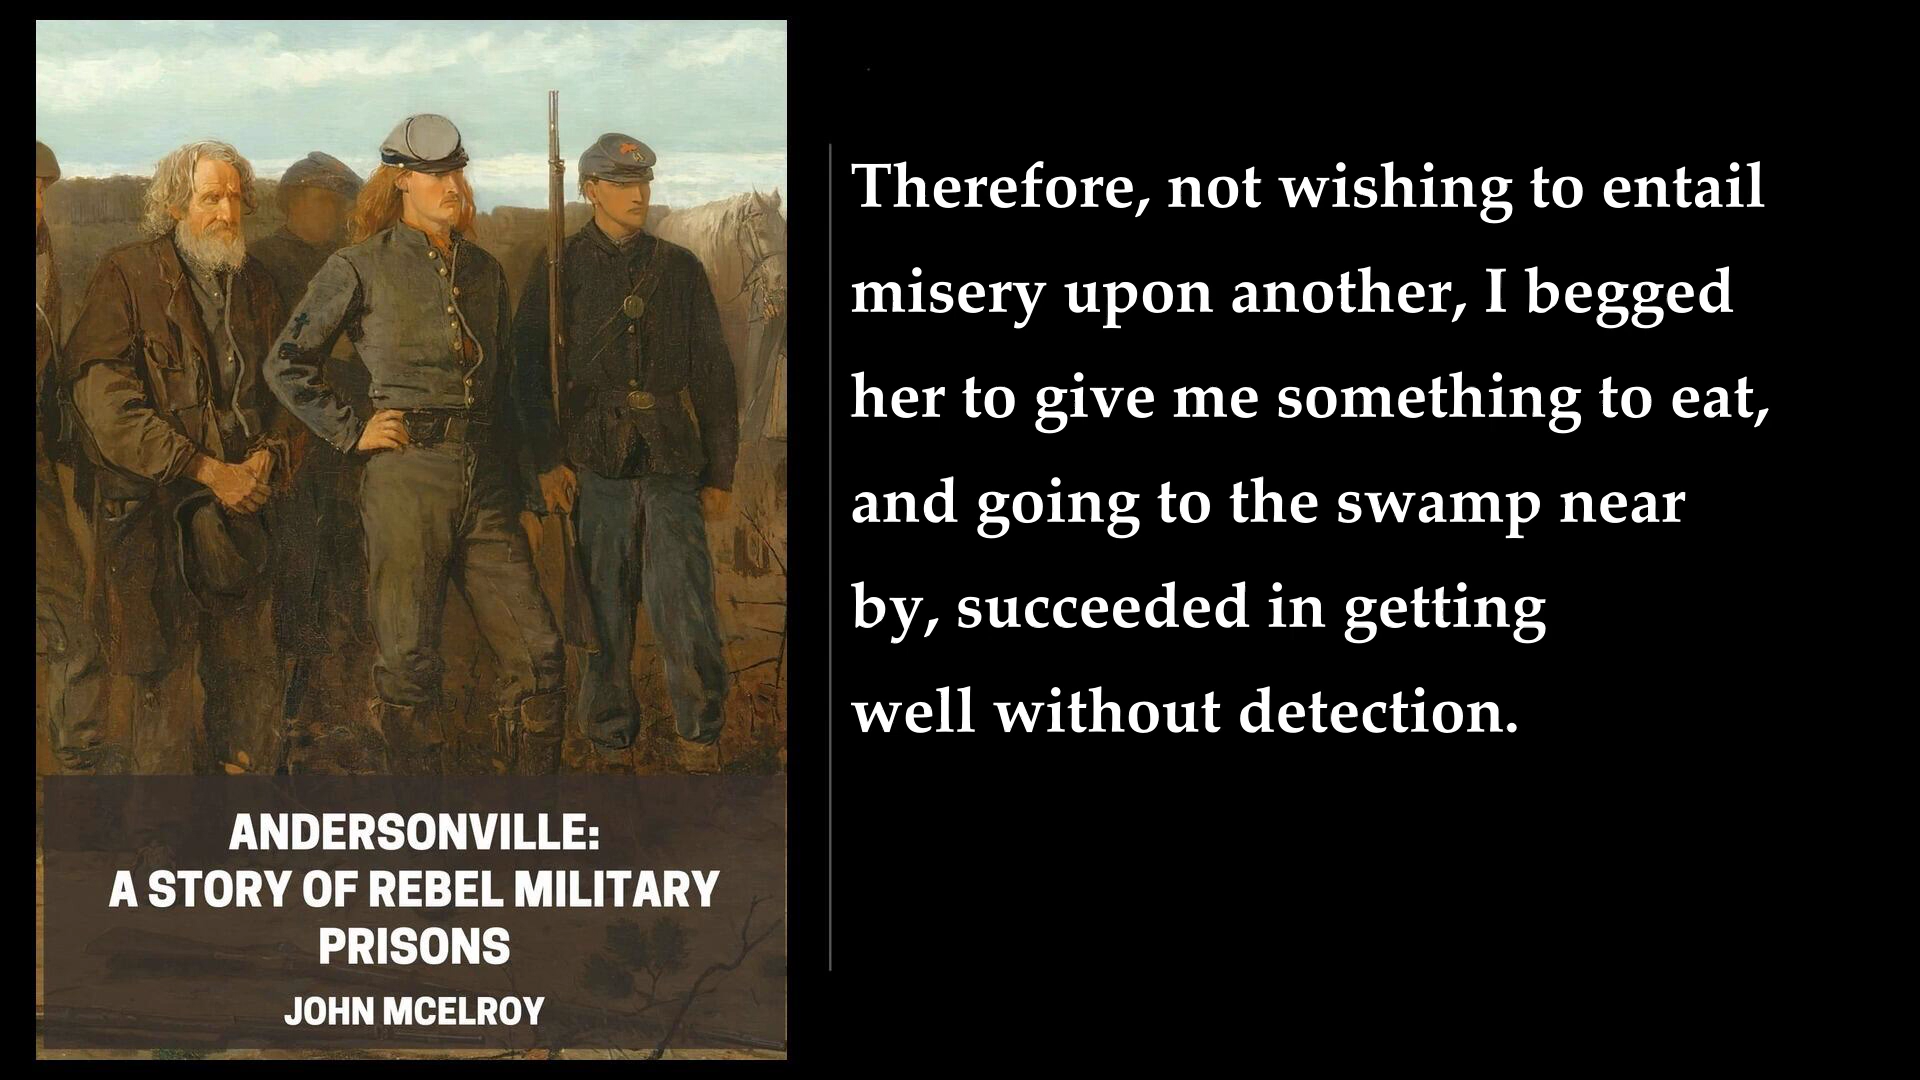 Therefore, not wishing to entail
misery upon another, I begged
her to give me something to eat,
and going to the swamp near
by, succeeded in getting
well without detection.
ANDERSONVILLE:
A STORY OF REBEL MILITARY
PRISONS
JOHN MCELROY